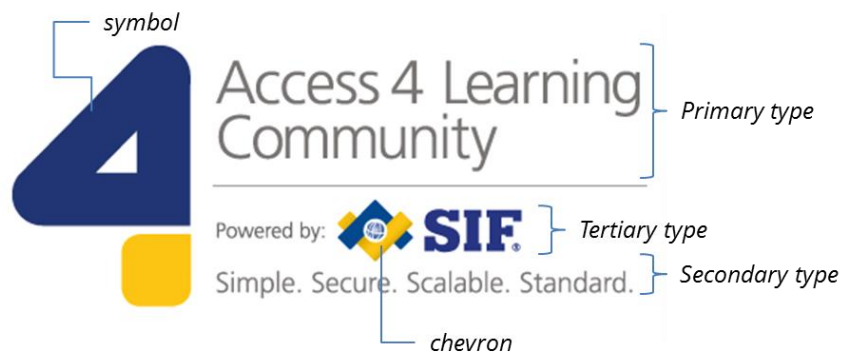 symbol
4
Access 4 Learning
Community
Primary type
Powered by: SIF®
Tertiary type
Simple. Secure. Scalable. Standard.
Secondary type
chevron